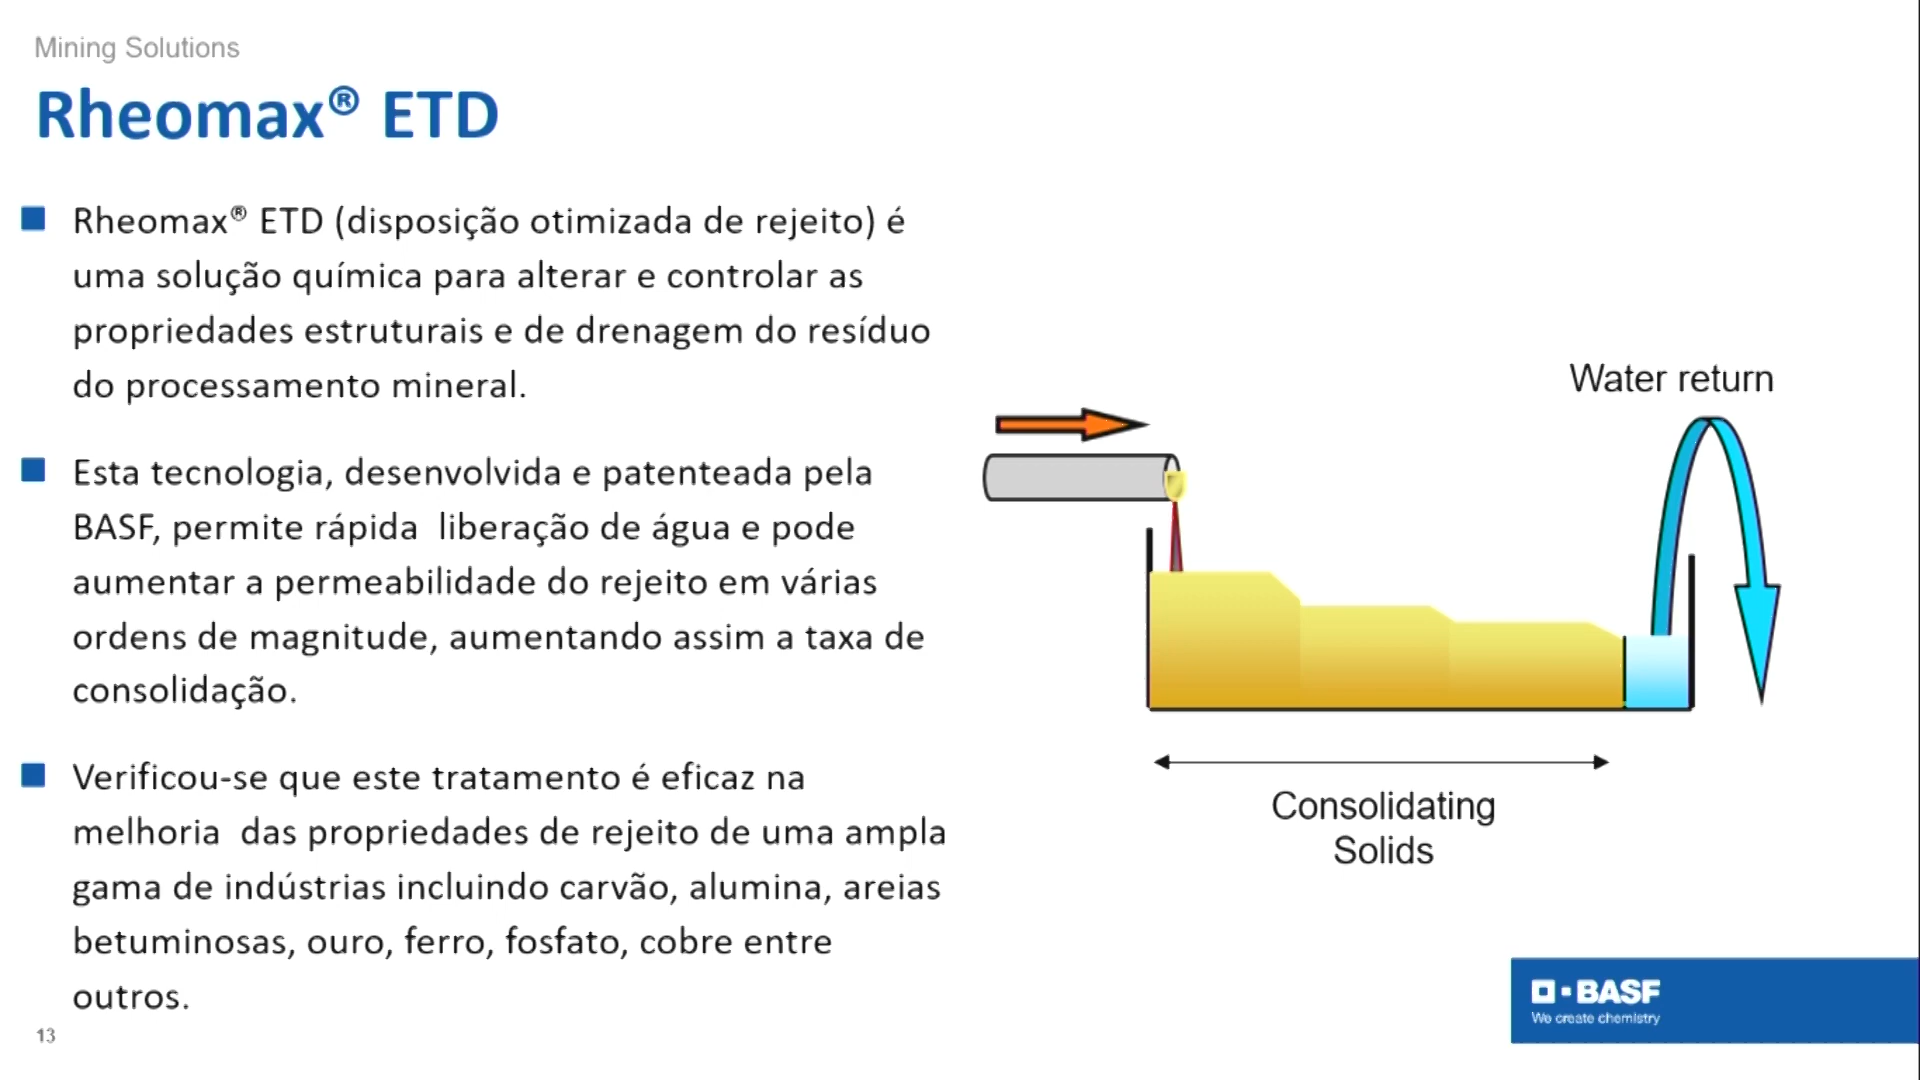 Mining Solutions
Rheomax® ETD
Rheomax® ETD (disposição otimizada de rejeito) é
uma solução química para alterar e controlar as
propriedades estruturais e de drenagem do resíduo
do processamento mineral.
Esta tecnologia, desenvolvida e patenteada pela
BASF, permite rápida  liberação de água e pode
aumentar a permeabilidade do rejeito em várias
ordens de magnitude, aumentando assim a taxa de
consolidação.
Verificou-se que este tratamento é eficaz na
melhoria  das propriedades de rejeito de uma ampla
gama de indústrias incluindo carvão, alumina, areias
betuminosas, ouro, ferro, fosfato, cobre entre
outros.
Water return
Consolidating
Solids
BASF
We create chemistry
13